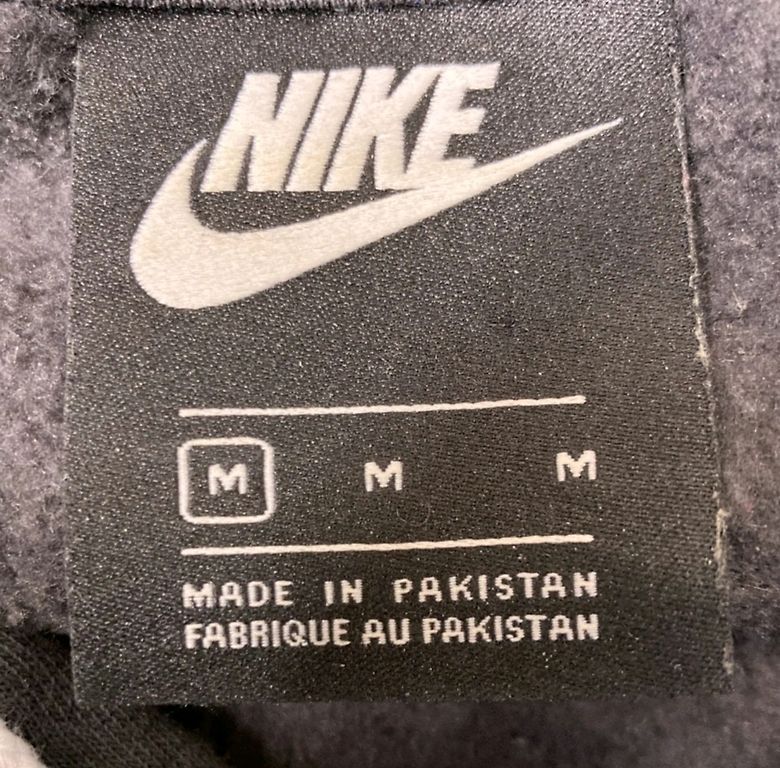 NIKE
M M M
MADE IN PAKISTAN
FABRIQUE AU PAKISTAN